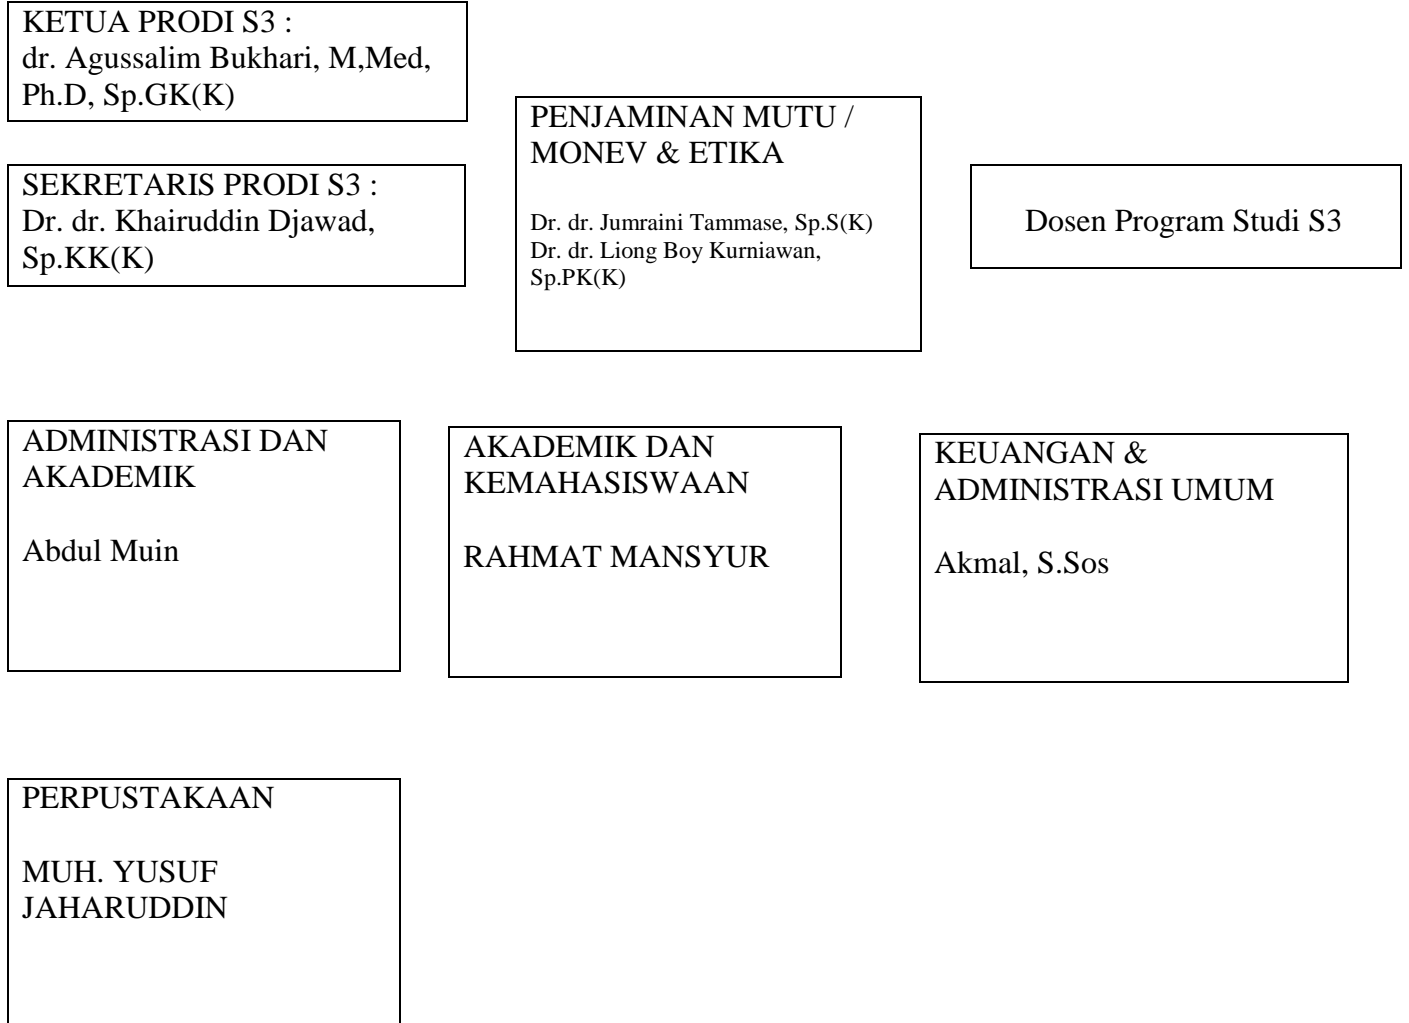 KETUA PRODI S3 :
dr. Agussalim Bukhari, M,Med,
Ph.D, Sp.GK(K)
SEKRETARIS PRODI S3 :
Dr. dr. Khairuddin Djawad,
Sp.KK(K)
PENJAMINAN MUTU /
MONEV & ETIKA
Dr. dr. Jumraini Tammase, Sp.S(K)
Dr. dr. Liong Boy Kurniawan,
Sp.PK(K)
Dosen Program Studi S3
ADMINISTRASI DAN
AKADEMIK
Abdul Muin
AKADEMIK DAN
KEMAHASISWAAN
RAHMAT MANSYUR
KEUANGAN &
ADMINISTRASI UMUM
Akmal, S.Sos
PERPUSTAKAAN
MUH. YUSUF
JAHARUDDIN